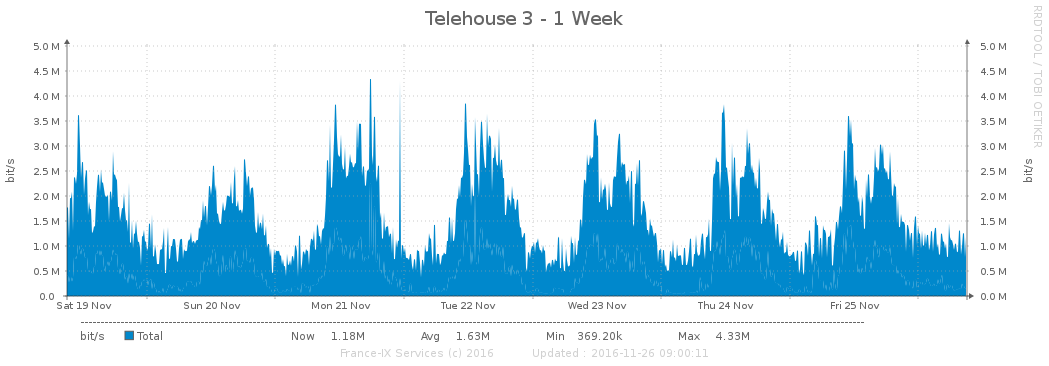 Telehouse 3 - 1 Week
RRDTOOL / TOBI OETIKER
5.0 M 5.0 M
4.5 M 4.5 M
4.0 M 4.0 M
3.5 M 3.5 M
3.0 M 3.0 M
2.5 M 2.5 M
2.0 M 2.0 M
1.5 M 1.5 M
1.0 M 1.0 M
0.5 M 0.5 M
0.0 0.0 M
bit/s bit/s
Sat 19 Nov Sun 20 Nov Mon 21 Nov Tue 22 Nov Wed 23 Nov Thu 24 Nov Fri 25 Nov
bit/s Total Now 1.18M Avg 1.63M Min 369.20k Max 4.33M
France-IX Services (c) 2016 Updated : 2016-11-26 09:00:11